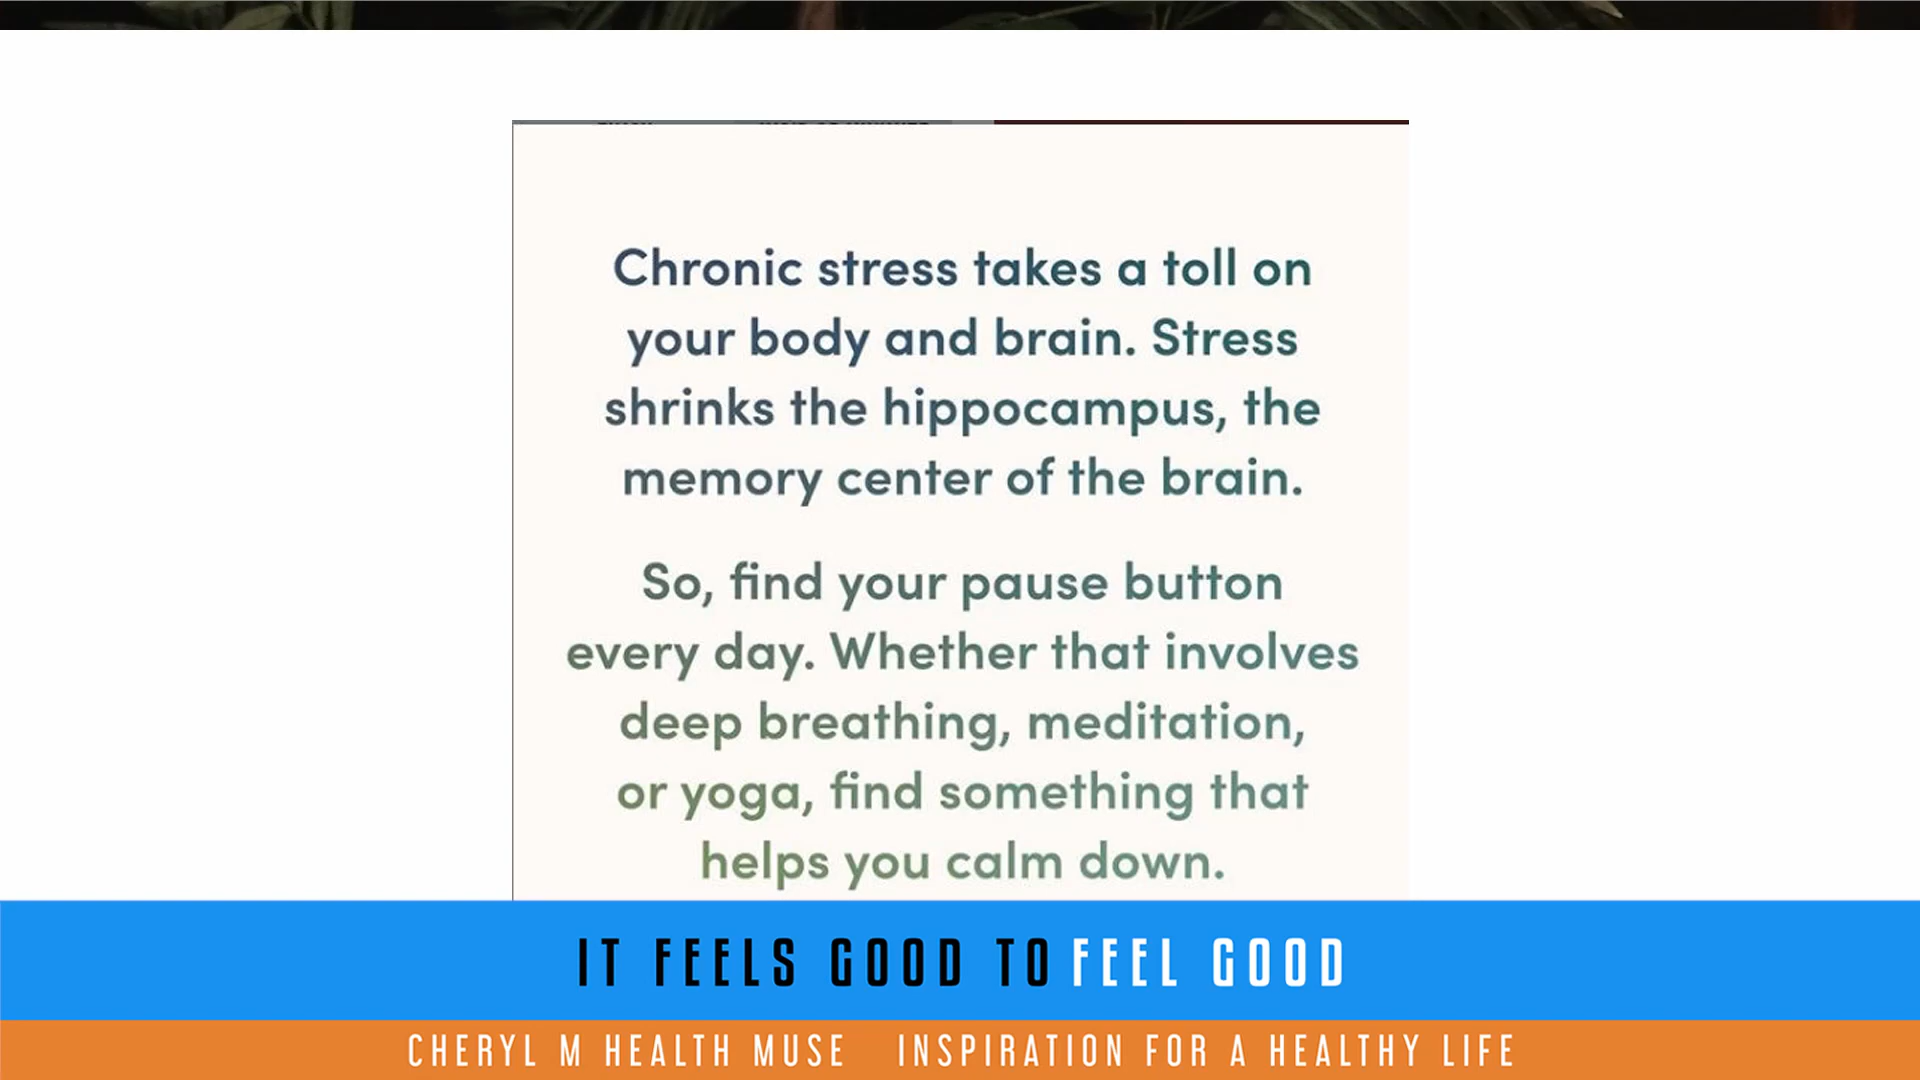 Chronic stress takes a toll on
your body and brain. Stress
shrinks the hippocampus, the
memory center of the brain.
So, find your pause button
every day. Whether that involves
deep breathing, meditation,
or yoga, find something that
helps you calm down.
IT FEELS GOOD TO FEEL GOOD
CHERYL M HEALTH MUSE INSPIRATION FOR A HEALTHY LIFE